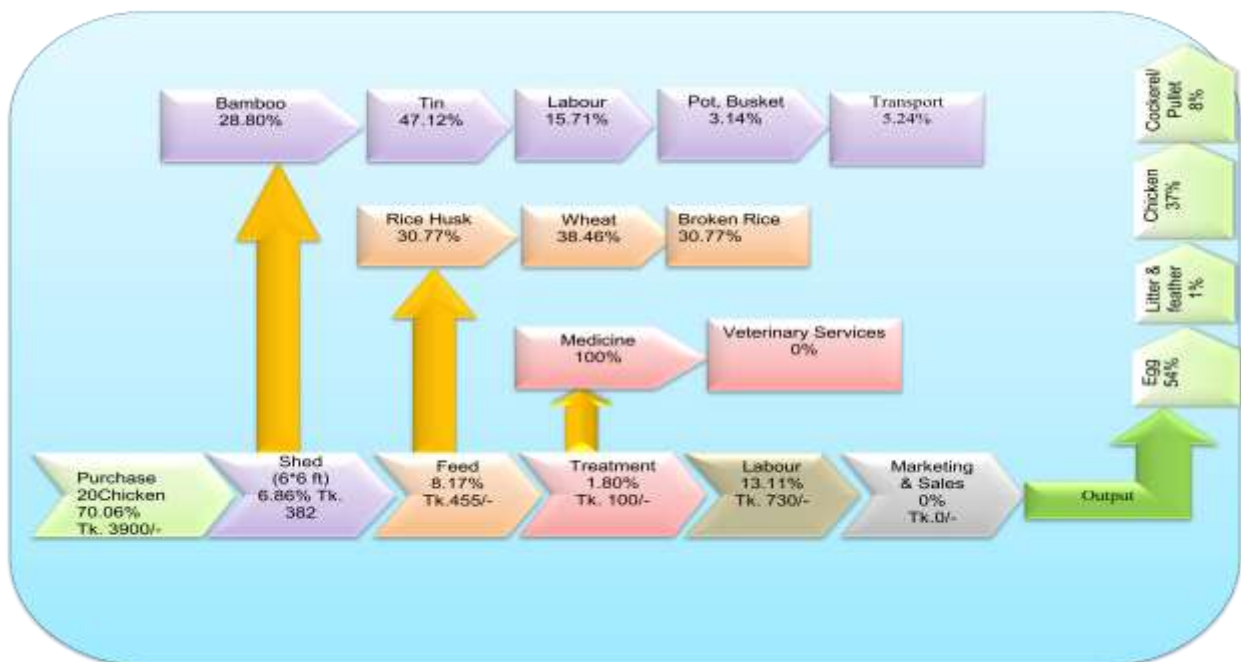 Bamboo
28.80%
Tin
47.12%
Labour
15.71%
Pot, Busket
3.14%
Transport
5.24%
Rice Husk
30.77%
Wheat
38.46%
Broken Rice
30.77%
Medicine
100%
Veterinary Services
0%
Purchase
20Chicken
70.06%
Tk. 3900/-
Shed
(6*6 ft)
6.86% Tk.
382
Feed
8.17%
Tk.455/-
Treatment
1.80%
Tk. 100/-
Labour
13.11%
Tk. 730/-
Marketing
& Sales
0%
Tk.0/-
Output
Cockerel/
Pullet
8%
Chicken
37%
Litter &
feather
1%
Egg
54%